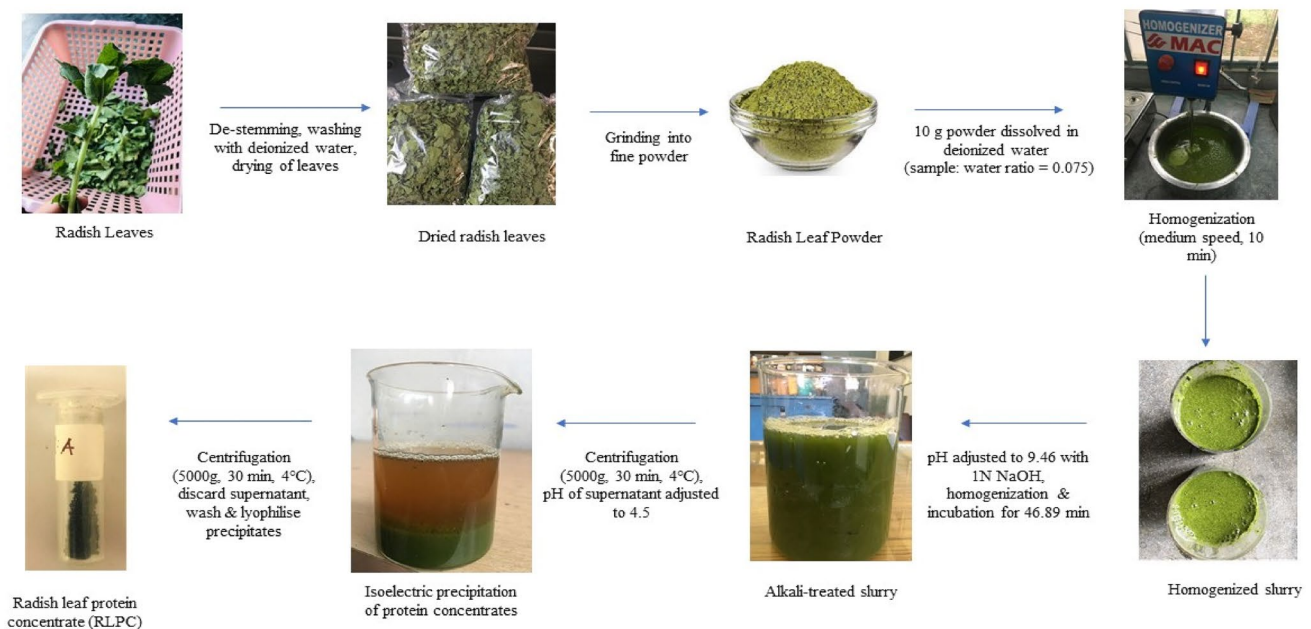 HOMOGENIZER
MAC
De-stemming, washing
with deionized water,
drying of leaves
Grinding into
fine powder
10 g powder dissolved in
deionized water
(sample: water ratio = 0.075)
Radish Leaves
Dried radish leaves
Radish Leaf Powder
Homogenization
(medium speed, 10
min)
A
Centrifugation
(5000g, 30 min, 4°C),
discard supernatant,
wash & lyophilise
precipitates
Centrifugation
(5000g, 30 min, 4°C),
pH of supernatant adjusted
to 4.5
pH adjusted to 9.46 with
1N NaOH,
homogenization &
incubation for 46.89 min
Radish leaf protein
concentrate (RLPC)
Isoelectric precipitation
of protein concentrates
Alkali-treated slurry
Homogenized slurry